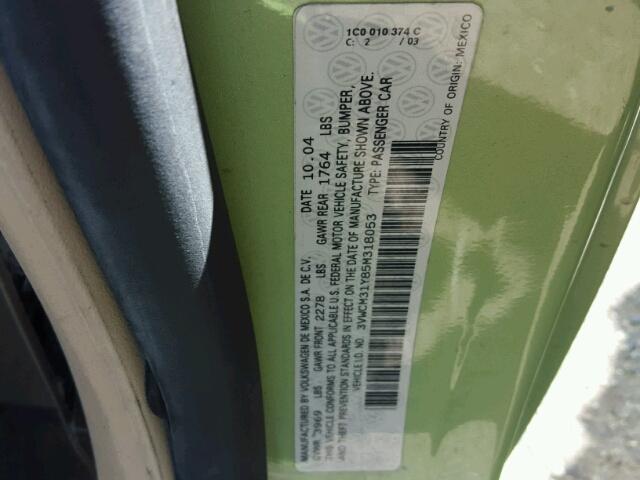 1C0 010 374 C
C: 2 / 03
MANUFACTURED BY VOLKSWAGEN DE MEXICO S.A. DE C.V. DATE 10.04
GVWR 3969 LBS GAWR FRONT 2278 LBS GAWR REAR 1764 LBS
THIS VEHICLE CONFORMS TO ALL APPLICABLE U.S. FEDERAL MOTOR VEHICLE SAFETY, BUMPER,
AND THEFT PREVENTION STANDARDS IN EFFECT ON THE DATE OF MANUFACTURE SHOWN ABOVE.
VEHICLE I.D. NO. 3VWCM31Y85M318053 TYPE: PASSENGER CAR
COUNTRY OF ORIGIN: MEXICO